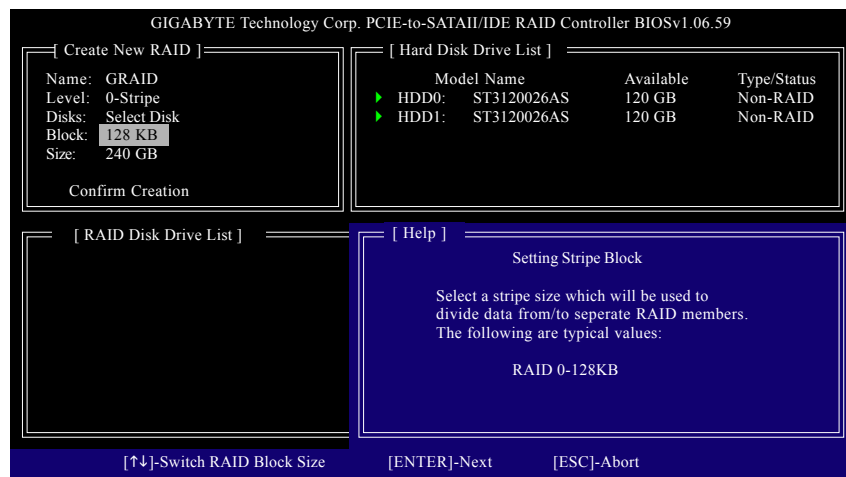 GIGABYTE Technology Corp. PCIE-to-SATAII/IDE RAID Controller BIOSv1.06.59
[ Create New RAID ]
Name: GRAID
Level: 0-Stripe
Disks: Select Disk
Block: 128 KB
Size: 240 GB
Confirm Creation
[ Hard Disk Drive List ]
Model Name Available Type/Status
HDD0: ST3120026AS 120 GB Non-RAID
HDD1: ST3120026AS 120 GB Non-RAID
[ RAID Disk Drive List ]
[ Help ]
Setting Stripe Block
Select a stripe size which will be used to
divide data from/to seperate RAID members.
The following are typical values:
RAID 0-128KB
[↑↓]-Switch RAID Block Size [ENTER]-Next [ESC]-Abort